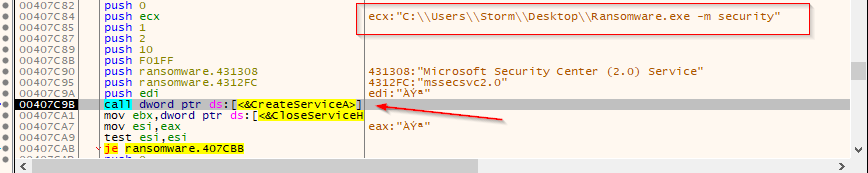 00407C82 push 0
00407C84 push ecx ecx:"C:\\Users\\Storm\\Desktop\\Ransomware.exe -m security"
00407C85 push 1
00407C87 push 2
00407C89 push 10
00407C8B push F01FF
00407C90 push ransomware.431308 431308:"Microsoft Security Center (2.0) Service"
00407C95 push ransomware.4312FC 4312FC:"mssecsvc2.0"
00407C9A push edi edi:"ÀÝª"
00407C9B call dword ptr ds:[<&CreateServiceA>]
00407CA1 mov ebx,dword ptr ds:[<&CloseServiceH
00407CA7 mov esi,eax eax:"ÀÝª"
00407CA9 test esi,esi
00407CAB je ransomware.407CBB